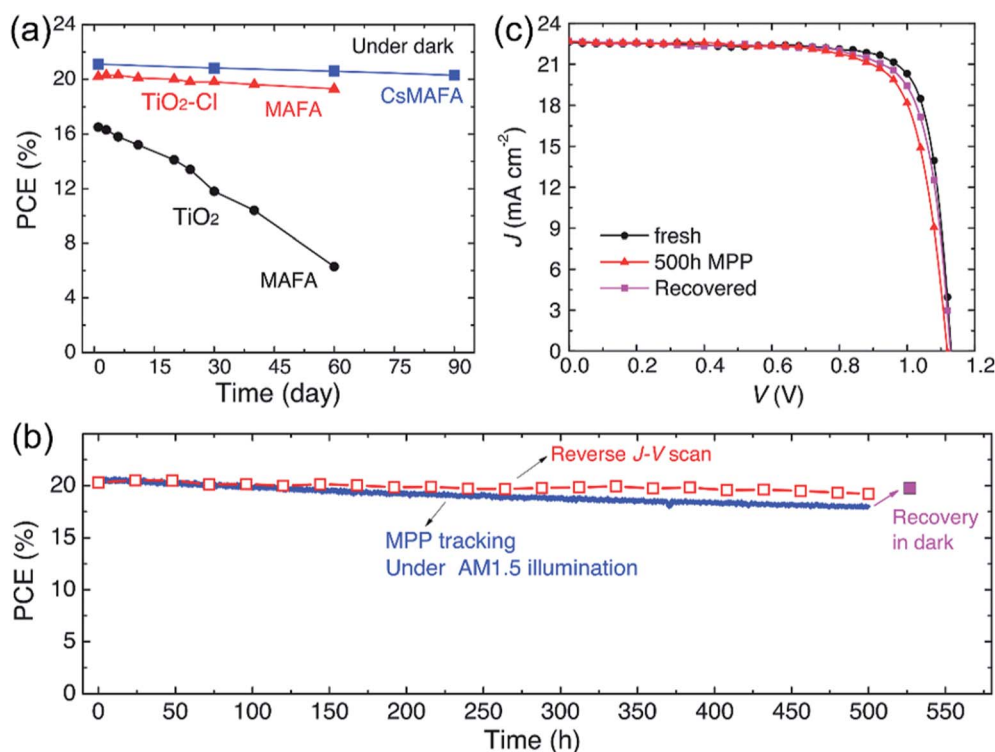 (a)
24
20
16
12
8
4
0
PCE (%)
Under dark
TiO₂-Cl
MAFA
CsMAFA
TiO₂
MAFA
0 15 30 45 60 75 90
Time (day)
(c)
24
21
18
15
12
9
6
3
0
J (mA cm⁻²)
fresh
500h MPP
Recovered
0.0 0.2 0.4 0.6 0.8 1.0 1.2
V (V)
(b)
20
15
10
5
0
PCE (%)
Reverse J-V scan
MPP tracking
Under AM1.5 illumination
Recovery
in dark
0 50 100 150 200 250 300 350 400 450 500 550
Time (h)